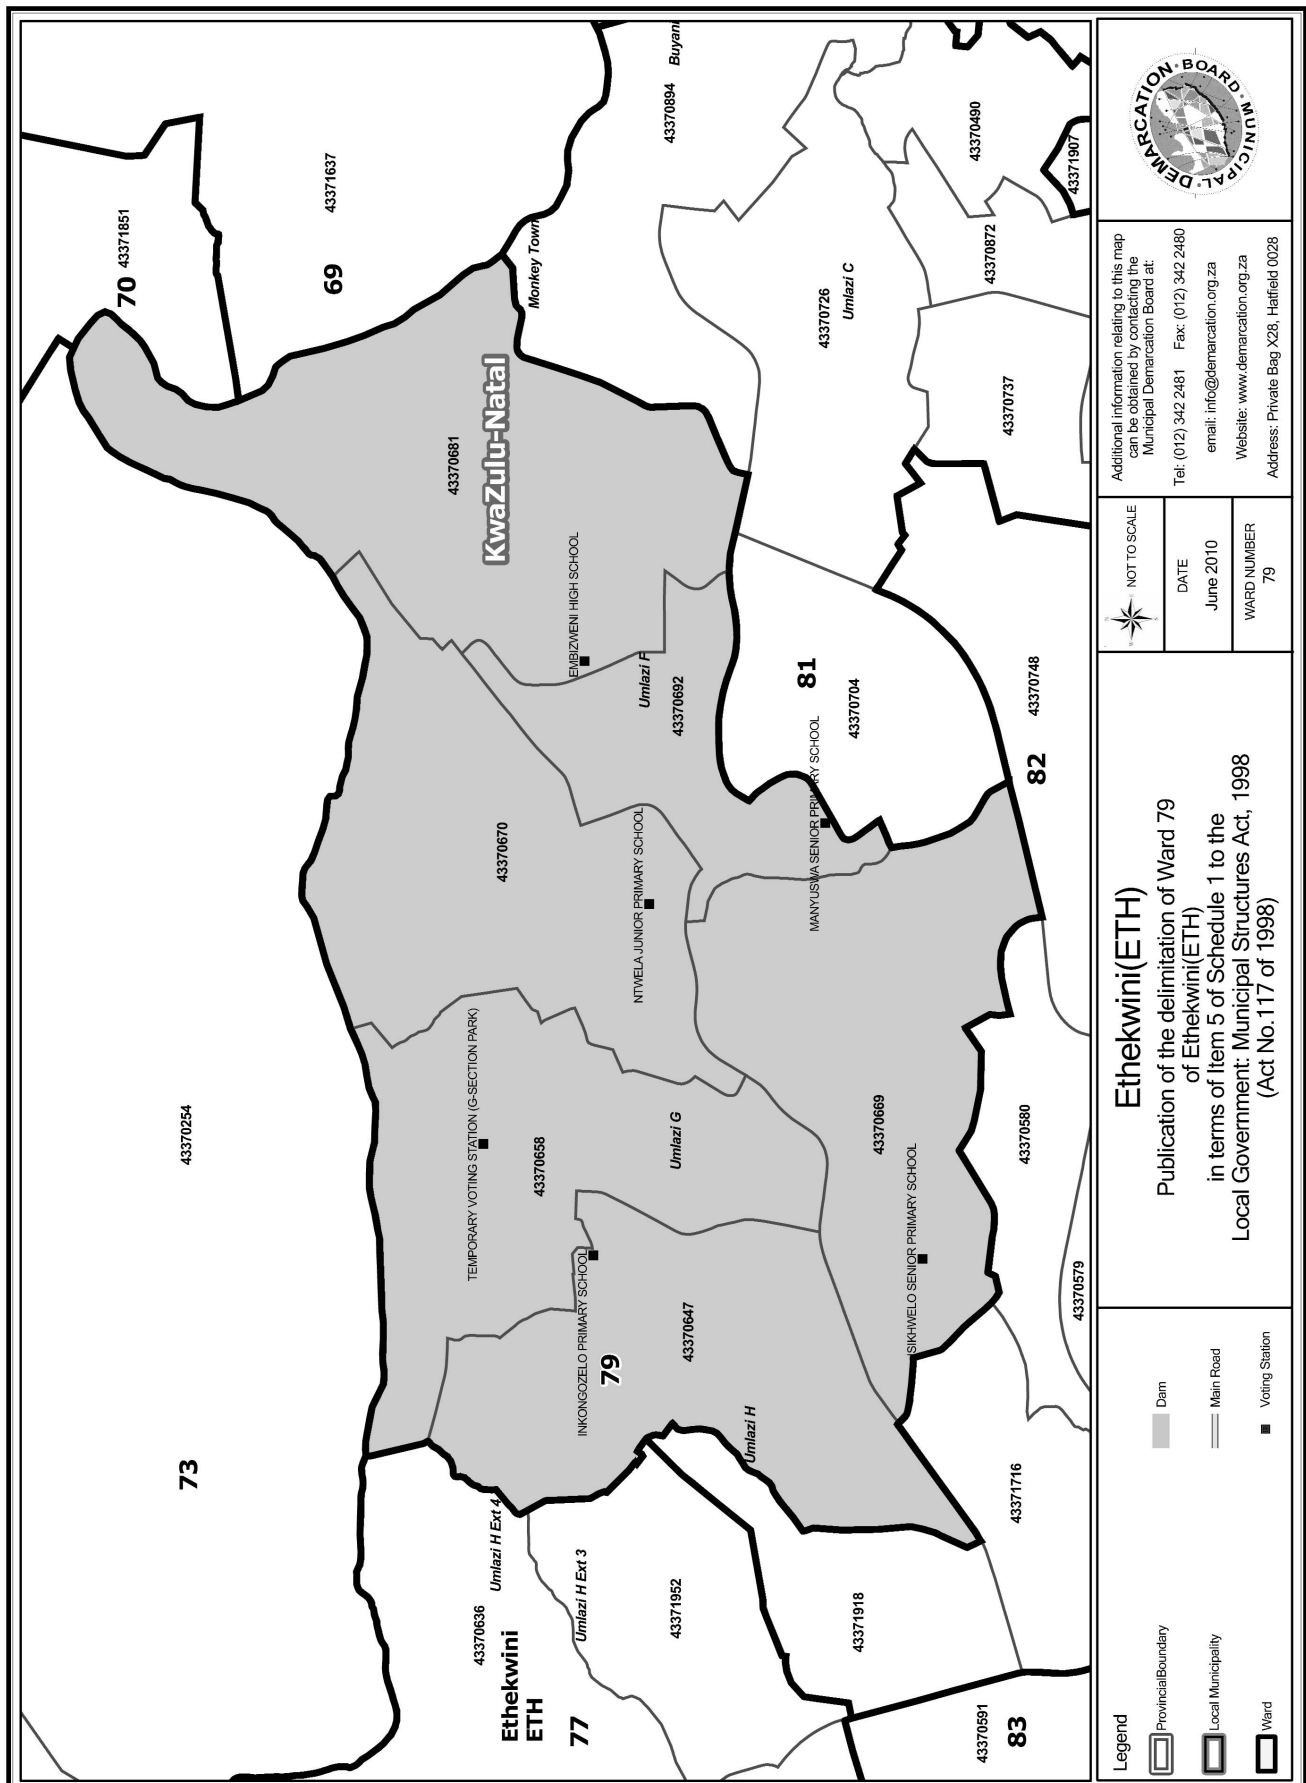 73
43370254
70
43371851
69
43371637
43370681
KwaZulu-Natal
Monkey Town
43370894
Buyani
EMBIZWENI HIGH SCHOOL
Umlazi F
43370692
43370670
NTWELA JUNIOR PRIMARY SCHOOL
TEMPORARY VOTING STATION (G-SECTION PARK)
43370658
Umlazi G
INKONGOZELO PRIMARY SCHOOL
79
43370647
Umlazi H
Umlazi H Ext 4
43370636
Ethekwini
ETH
77
Umlazi H Ext 3
43371952
43371918
43370591
83
43371716
SIKHWELO SENIOR PRIMARY SCHOOL
43370669
43370580
43370579
MANYUSWA SENIOR PRIMARY SCHOOL
81
43370704
82
43370748
43370726
Umlazi C
43370737
43370872
43370490
43371907
Legend
ProvincialBoundary
Local Municipality
Ward
Dam
Main Road
Voting Station
Ethekwini(ETH)
Publication of the delimitation of Ward 79
of Ethekwini(ETH)
in terms of Item 5 of Schedule 1 to the
Local Government: Municipal Structures Act, 1998
(Act No.117 of 1998)
NOT TO SCALE
DATE
June 2010
WARD NUMBER
79
Additional information relating to this map
can be obtained by contacting the
Municipal Demarcation Board at:
Tel: (012) 342 2481 Fax: (012) 342 2480
email: info@demarcation.org.za
Website: www.demarcation.org.za
Address: Private Bag X28, Hatfield 0028
MUNICIPAL DEMARCATION BOARD